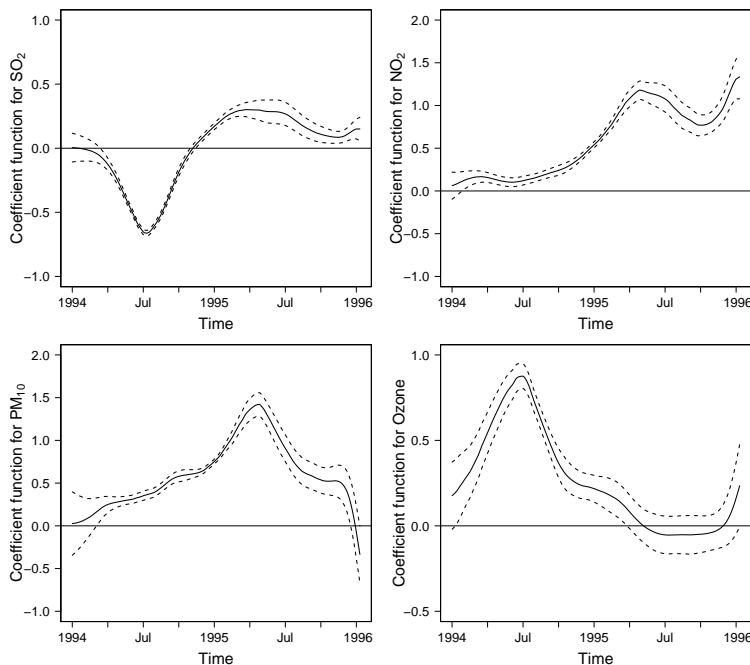 Coefficient function for SO2
1.0
0.5
0.0
−0.5
−1.0
1994 Jul 1995 Jul 1996
Time
Coefficient function for NO2
2.0
1.5
1.0
0.5
0.0
−0.5
−1.0
1994 Jul 1995 Jul 1996
Time
Coefficient function for PM10
2.0
1.5
1.0
0.5
0.0
−0.5
−1.0
1994 Jul 1995 Jul 1996
Time
Coefficient function for Ozone
1.0
0.5
0.0
−0.5
1994 Jul 1995 Jul 1996
Time